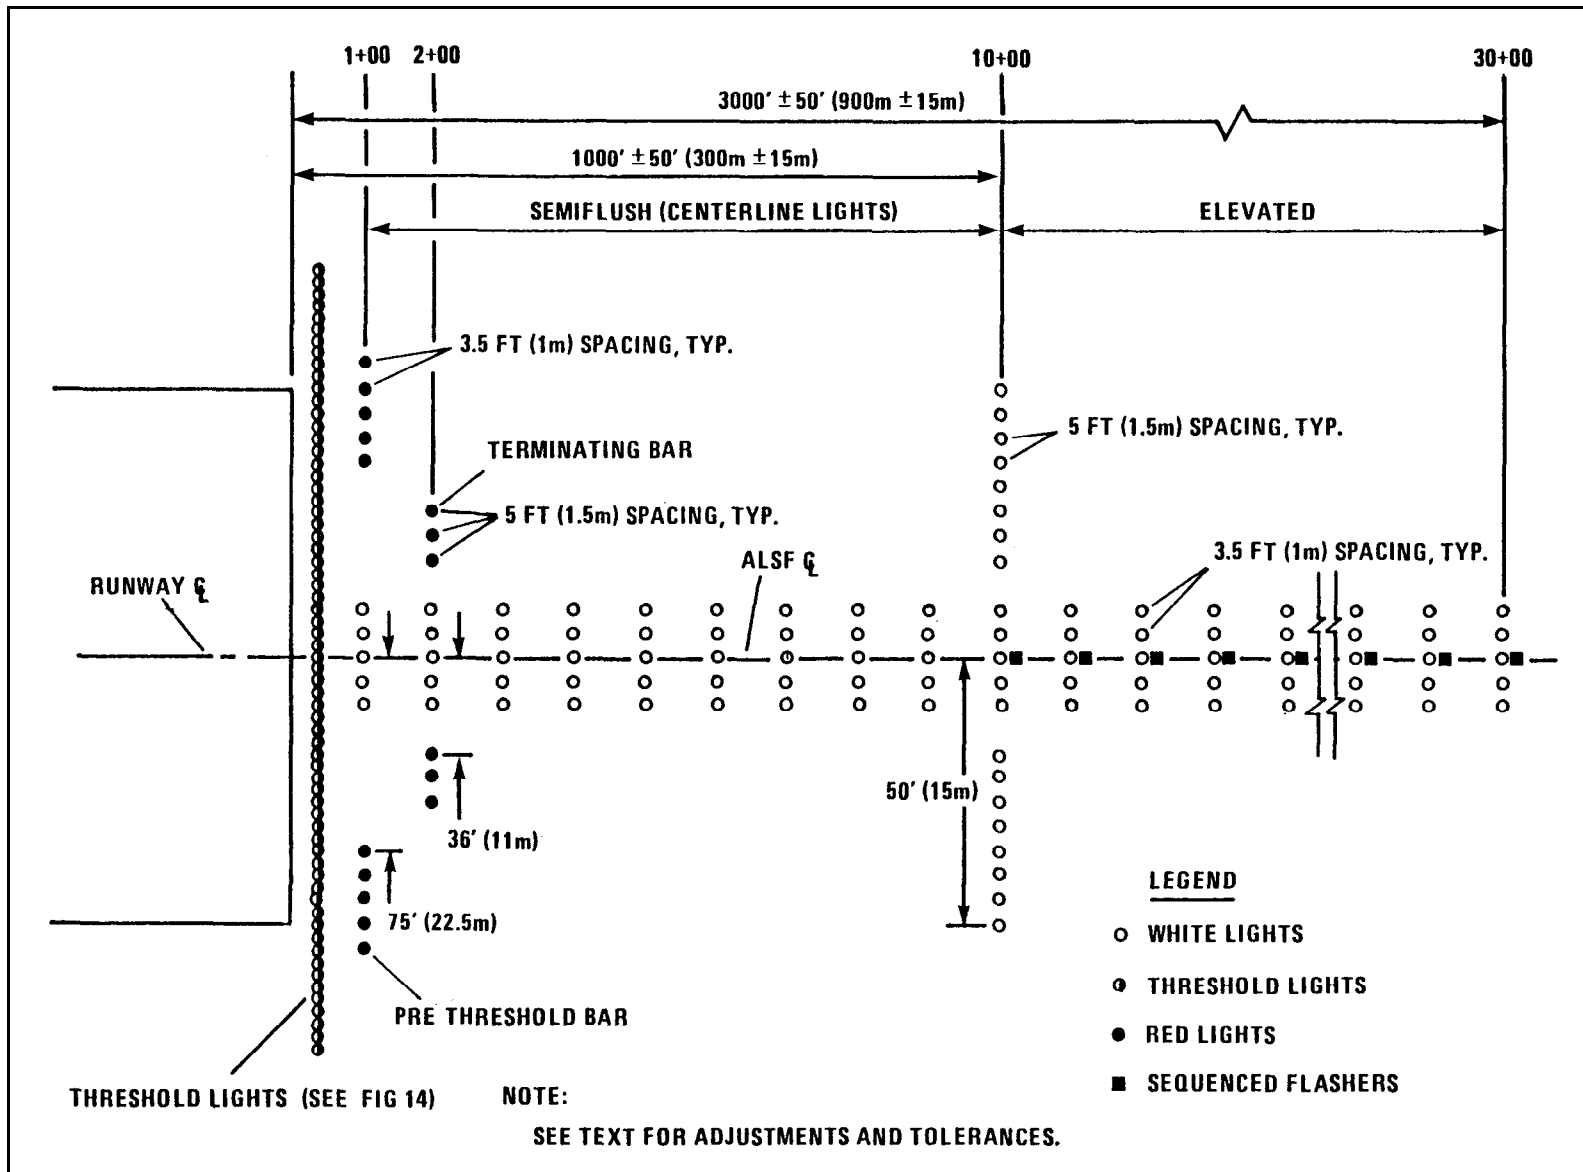 1+00 2+00 10+00 30+00
3000' ±50' (900m ±15m)
1000' ±50' (300m ±15m)
SEMIFLUSH (CENTERLINE LIGHTS) ELEVATED
3.5 FT (1m) SPACING, TYP.
5 FT (1.5m) SPACING, TYP.
TERMINATING BAR
5 FT (1.5m) SPACING, TYP.
3.5 FT (1m) SPACING, TYP.
ALSF ℄
RUNWAY ℄
50' (15m)
36' (11m)
75' (22.5m)
PRE THRESHOLD BAR
THRESHOLD LIGHTS (SEE FIG 14)
LEGEND
WHITE LIGHTS
THRESHOLD LIGHTS
RED LIGHTS
SEQUENCED FLASHERS
NOTE:
SEE TEXT FOR ADJUSTMENTS AND TOLERANCES.